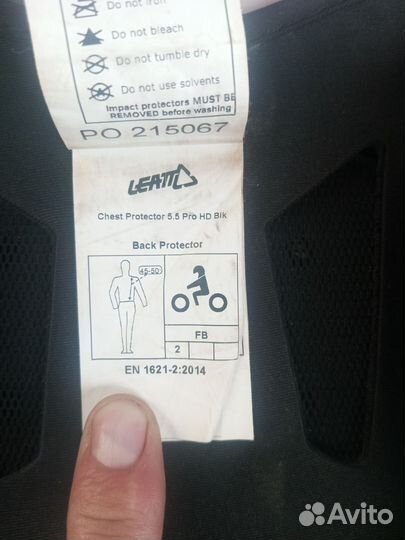 Do not iron
Do not bleach
Do not tumble dry
Do not use solvents
Impact protectors MUST BE
REMOVED before washing
PO 215067
LEATT
Chest Protector 5.5 Pro HD Blk
Back Protector
45-50
FB
2
EN 1621-2:2014
Avito